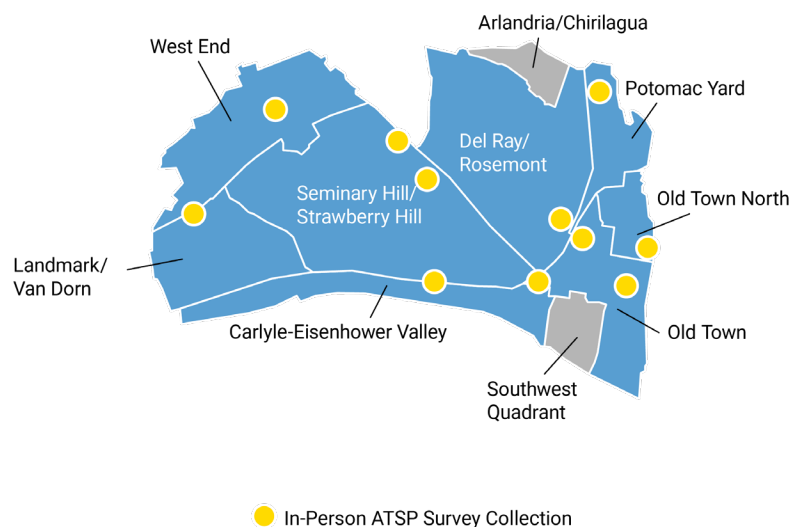 Arlandria/Chirilagua
West End
Potomac Yard
Del Ray/
Rosemont
Seminary Hill/
Strawberry Hill
Old Town North
Landmark/
Van Dorn
Carlyle-Eisenhower Valley
Old Town
Southwest
Quadrant
In-Person ATSP Survey Collection